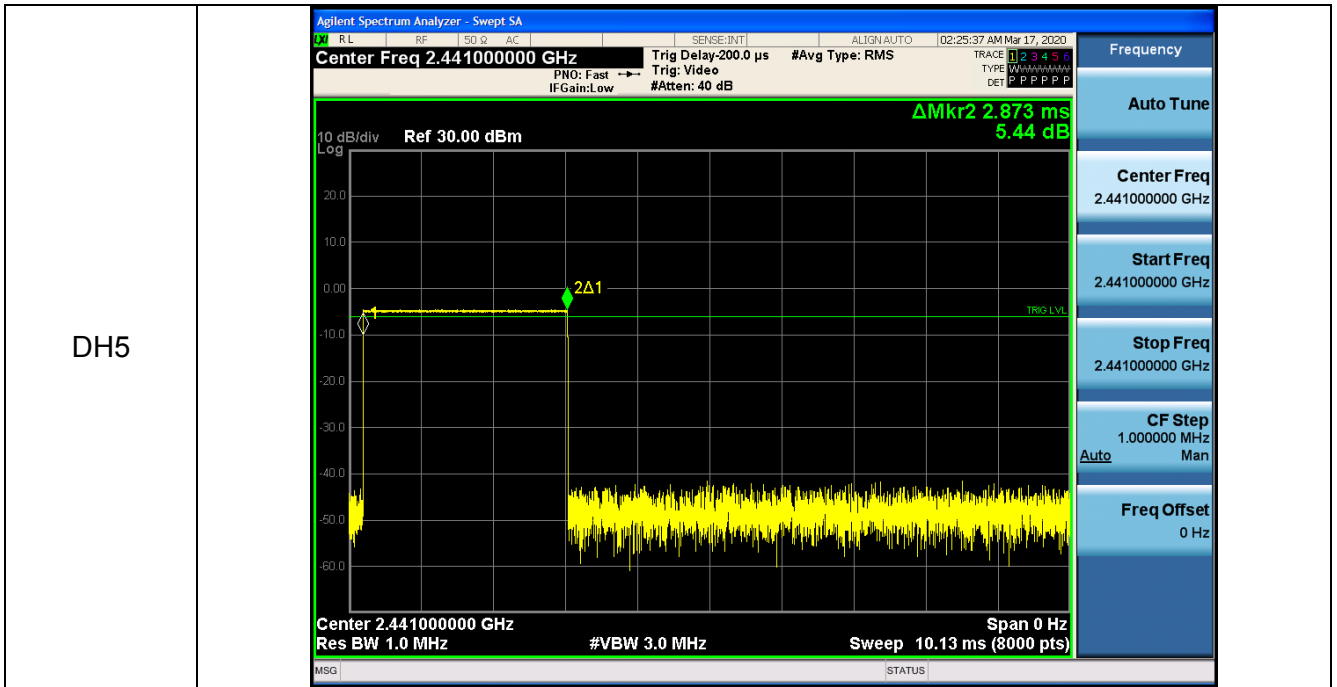 DH5
Agilent Spectrum Analyzer - Swept SA
LXI RL RF 50 Ω AC SENSE:INT ALIGN AUTO 02:25:37 AM Mar 17, 2020
Center Freq 2.441000000 GHz
PNO: Fast
IFGain:Low
Trig Delay-200.0 µs
Trig: Video
#Atten: 40 dB
#Avg Type: RMS
TRACE 1 2 3 4 5 6
TYPE WWWWWW
DET P P P P P P
ΔMkr2 2.873 ms
5.44 dB
10 dB/div
Log
Ref 30.00 dBm
20.0
10.0
0.00
-10.0
-20.0
-30.0
-40.0
-50.0
-60.0
1
2Δ1
TRIG LVL
Center 2.441000000 GHz
Span 0 Hz
Res BW 1.0 MHz
#VBW 3.0 MHz
Sweep 10.13 ms (8000 pts)
MSG
STATUS
Frequency
Auto Tune
Center Freq
2.441000000 GHz
Start Freq
2.441000000 GHz
Stop Freq
2.441000000 GHz
CF Step
1.000000 MHz
Auto Man
Freq Offset
0 Hz